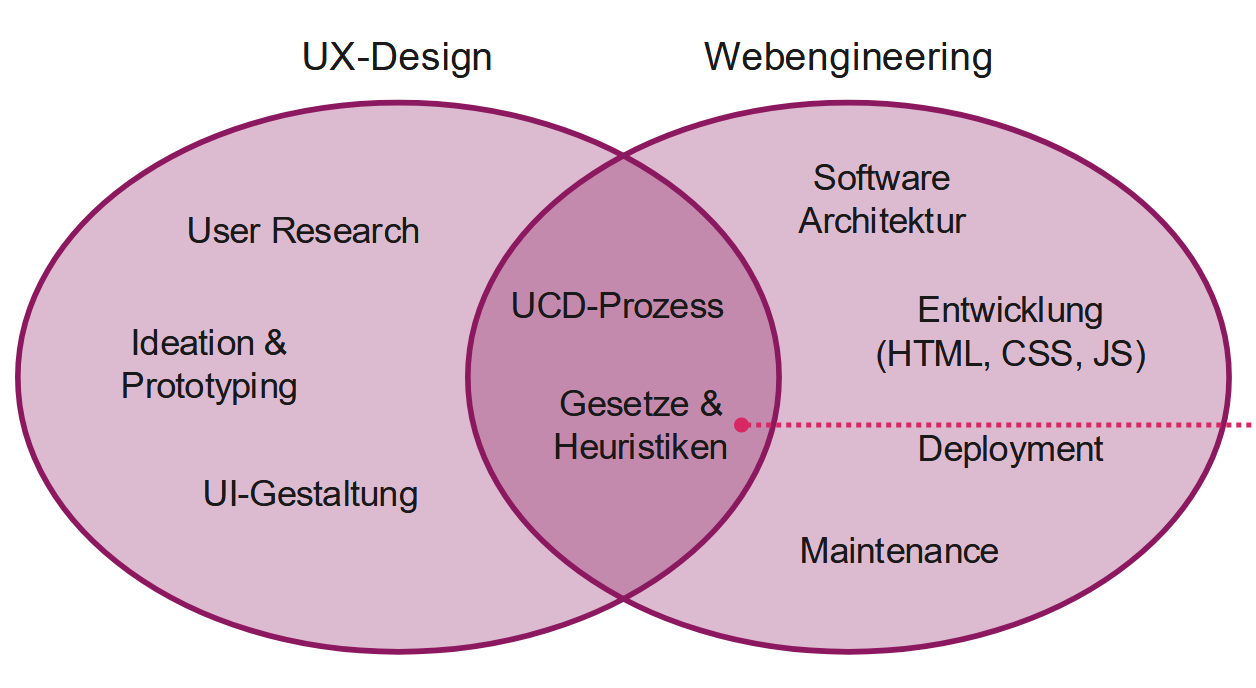 UX-Design
Webengineering
User Research
Ideation &
Prototyping
UI-Gestaltung
UCD-Prozess
Gesetze &
Heuristiken
Software
Architektur
Entwicklung
(HTML, CSS, JS)
Deployment
Maintenance